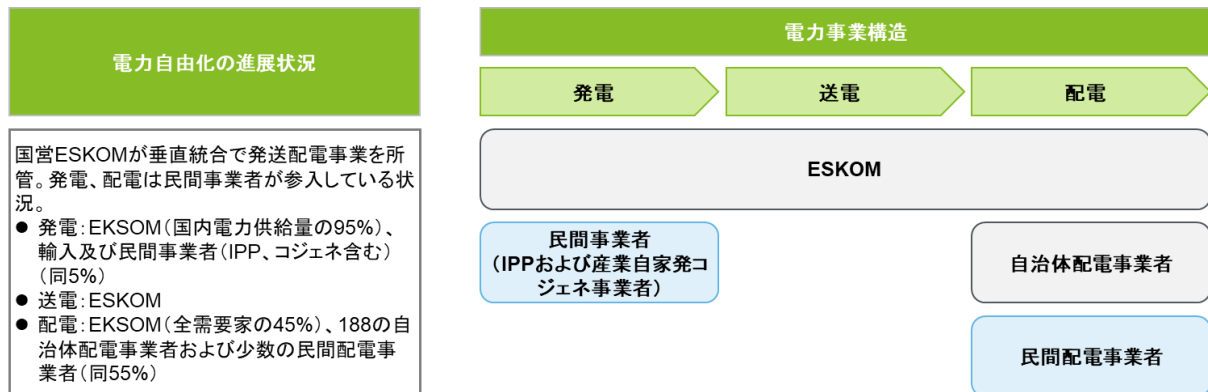 電力自由化の進展状況
国営ESKOMが垂直統合で発送配電事業を所
管。発電、配電は民間事業者が参入している状
況。
● 発電：EKSOM（国内電力供給量の95%）、
輸入及び民間事業者（IPP、コジェネ含む）
（同5%）
● 送電：ESKOM
● 配電：EKSOM（全需要家の45%）、188の自
治体配電事業者および少数の民間配電事
業者（同55%）
電力事業構造
発電
送電
配電
ESKOM
民間事業者
（IPPおよび産業自家発コ
ジェネ事業者）
自治体配電事業者
民間配電事業者